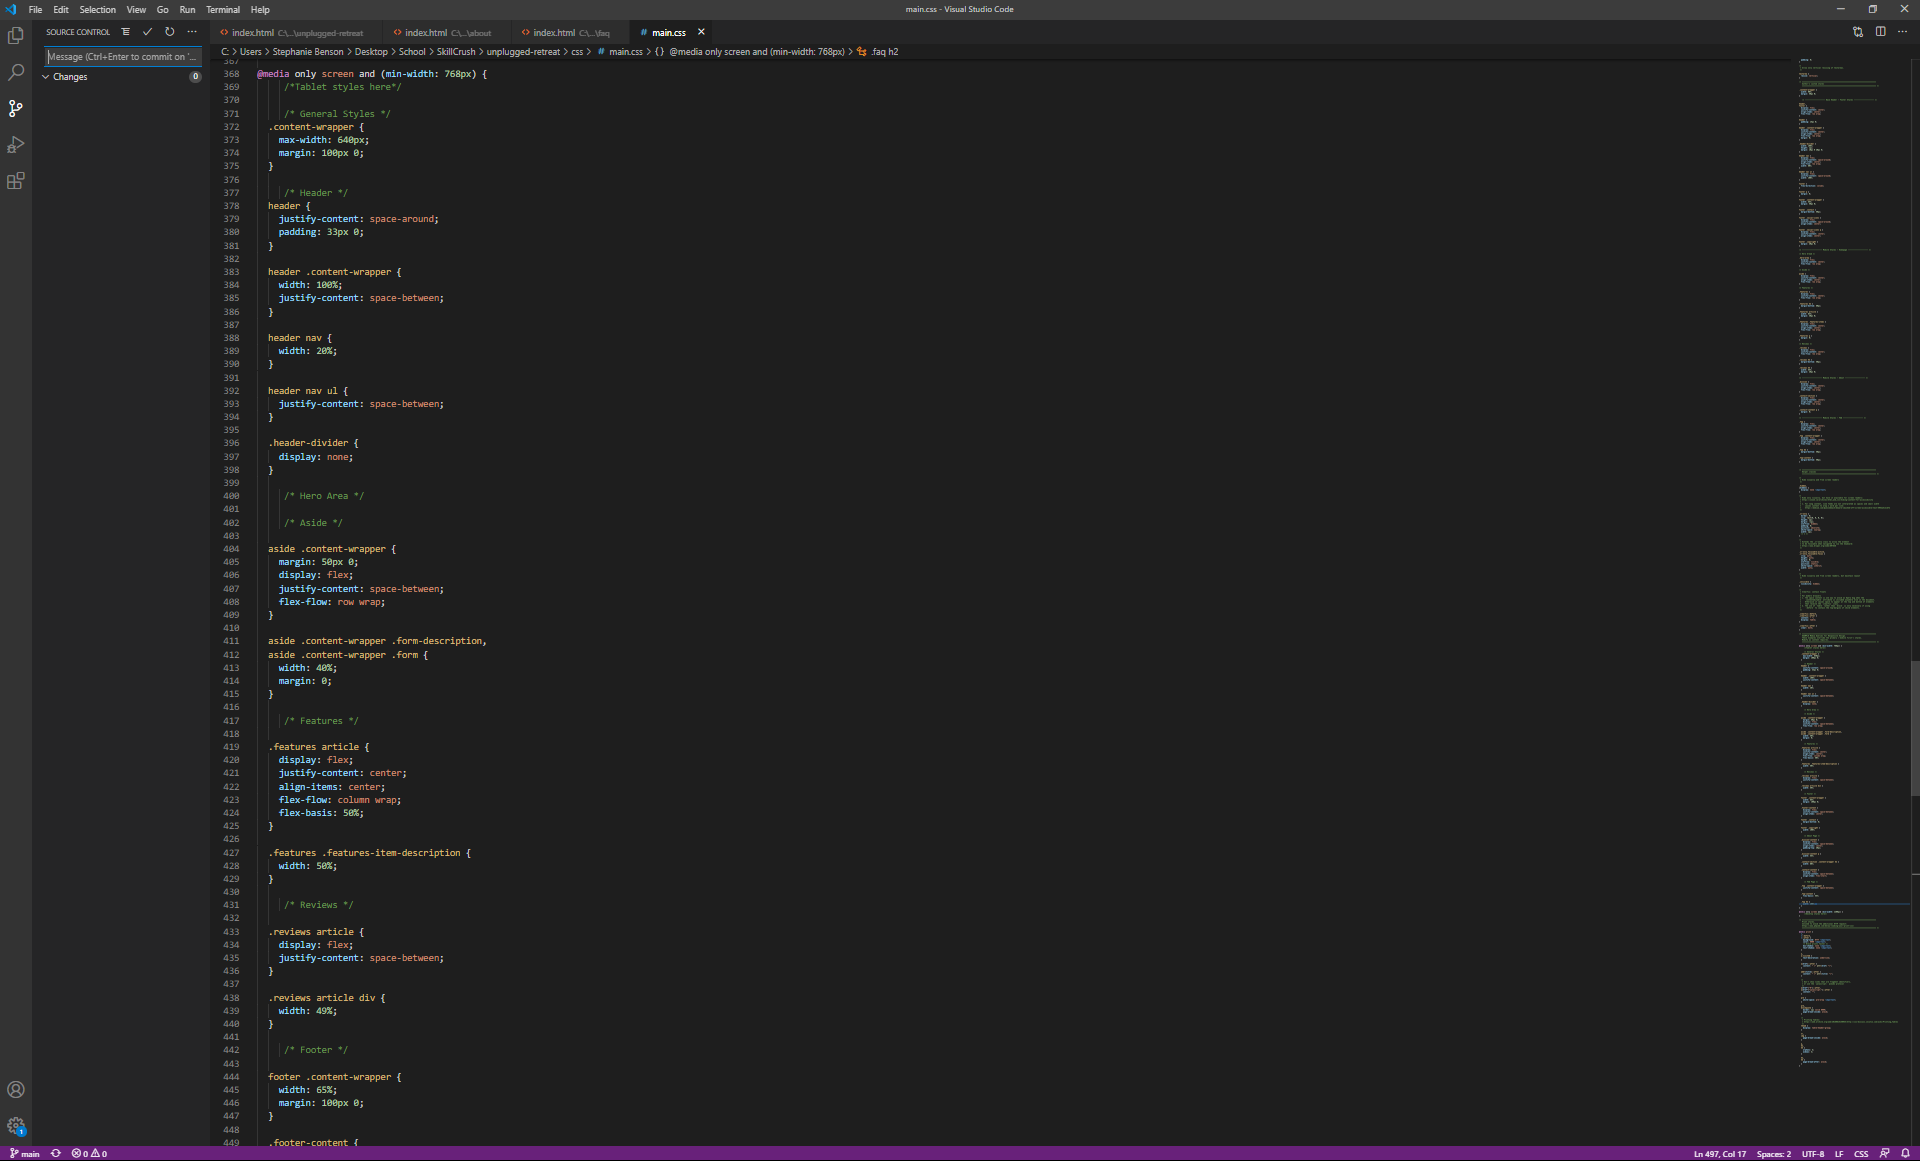 File Edit Selection View Go Run Terminal Help
main.css - Visual Studio Code
SOURCE CONTROL
index.html C:\...\unplugged-retreat
index.html C:\...\about
index.html C:\...\faq
main.css
C: > Users > Stephanie Benson > Desktop > School > SkillCrush > unplugged-retreat > css > # main.css > {} @media only screen and (min-width: 768px) > .faq h2
Message (Ctrl+Enter to commit on '...
Changes 0
367
368 @media only screen and (min-width: 768px) {
369 /*Tablet styles here*/
370
371 /* General Styles */
372 .content-wrapper {
373 max-width: 640px;
374 margin: 100px 0;
375 }
376
377 /* Header */
378 header {
379 justify-content: space-around;
380 padding: 33px 0;
381 }
382
383 header .content-wrapper {
384 width: 100%;
385 justify-content: space-between;
386 }
387
388 header nav {
389 width: 20%;
390 }
391
392 header nav ul {
393 justify-content: space-between;
394 }
395
396 .header-divider {
397 display: none;
398 }
399
400 /* Hero Area */
401
402 /* Aside */
403
404 aside .content-wrapper {
405 margin: 50px 0;
406 display: flex;
407 justify-content: space-between;
408 flex-flow: row wrap;
409 }
410
411 aside .content-wrapper .form-description,
412 aside .content-wrapper .form {
413 width: 40%;
414 margin: 0;
415 }
416
417 /* Features */
418
419 .features article {
420 display: flex;
421 justify-content: center;
422 align-items: center;
423 flex-flow: column wrap;
424 flex-basis: 50%;
425 }
426
427 .features .features-item-description {
428 width: 50%;
429 }
430
431 /* Reviews */
432
433 .reviews article {
434 display: flex;
435 justify-content: space-between;
436 }
437
438 .reviews article div {
439 width: 49%;
440 }
441
442 /* Footer */
443
444 footer .content-wrapper {
445 width: 65%;
446 margin: 100px 0;
447 }
448
449 .footer-content {
1
main 0 0 Ln 497, Col 17 Spaces: 2 UTF-8 LF CSS